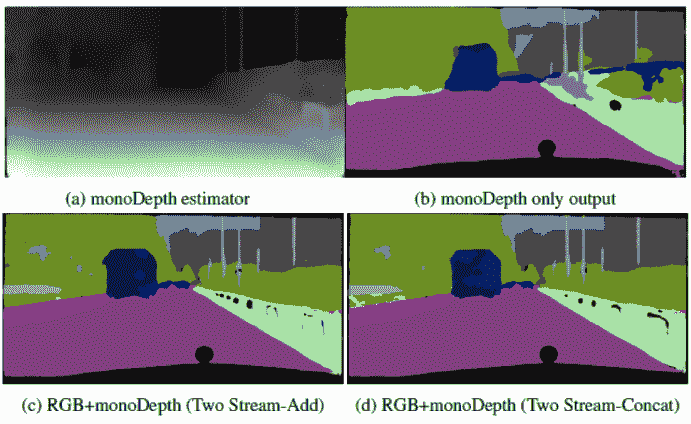 (a) monoDepth estimator
(b) monoDepth only output
(c) RGB+monoDepth (Two Stream-Add)
(d) RGB+monoDepth (Two Stream-Concat)